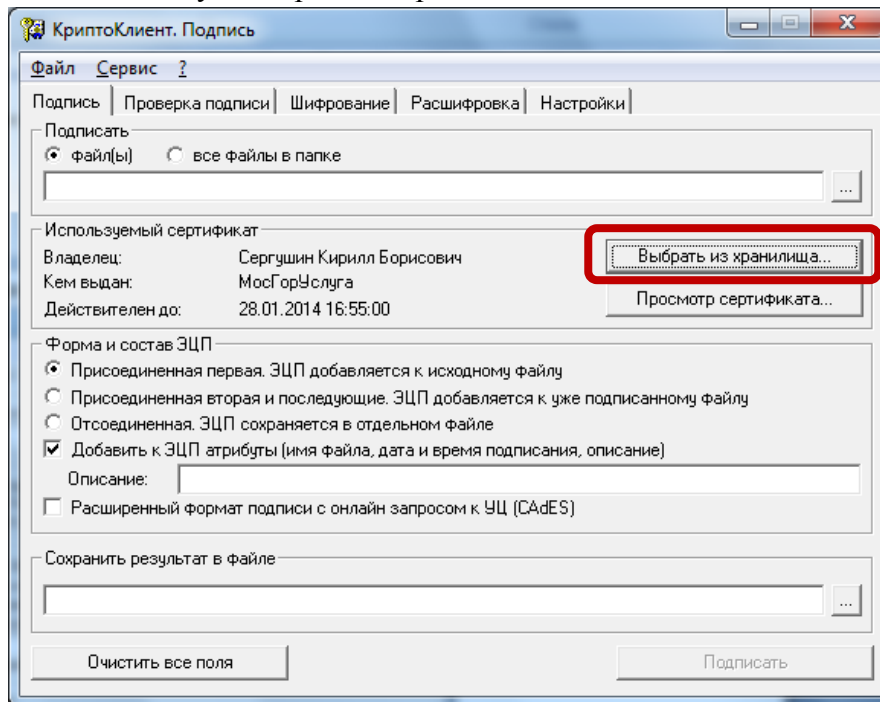 КриптоКлиент. Подпись
Файл Сервис ?
Подпись Проверка подписи Шифрование Расшифровка Настройки
Подписать
файл(ы) все файлы в папке
...
Используемый сертификат
Владелец: Сергушин Кирилл Борисович
Выбрать из хранилища...
Кем выдан: МосГорУслуга
Просмотр сертификата...
Действителен до: 28.01.2014 16:55:00
Форма и состав ЭЦП
Присоединенная первая. ЭЦП добавляется к исходному файлу
Присоединенная вторая и последующие. ЭЦП добавляется к уже подписанному файлу
Отсоединенная. ЭЦП сохраняется в отдельном файле
Добавить к ЭЦП атрибуты (имя файла, дата и время подписания, описание)
Описание:
Расширенный формат подписи с онлайн запросом к УЦ (CAdES)
Сохранить результат в файле
...
Очистить все поля Подписать